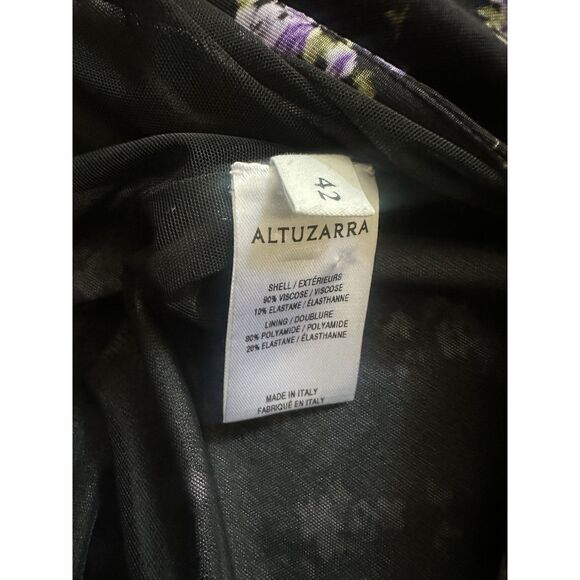 42
ALTUZARRA
SHELL / EXTÉRIEURS
90% VISCOSE / VISCOSE
10% ELASTANE / ÉLASTHANNE
LINING / DOUBLURE
80% POLYAMIDE / POLYAMIDE
20% ELASTANE / ÉLASTHANNE
MADE IN ITALY
FABRIQUÉ EN ITALY